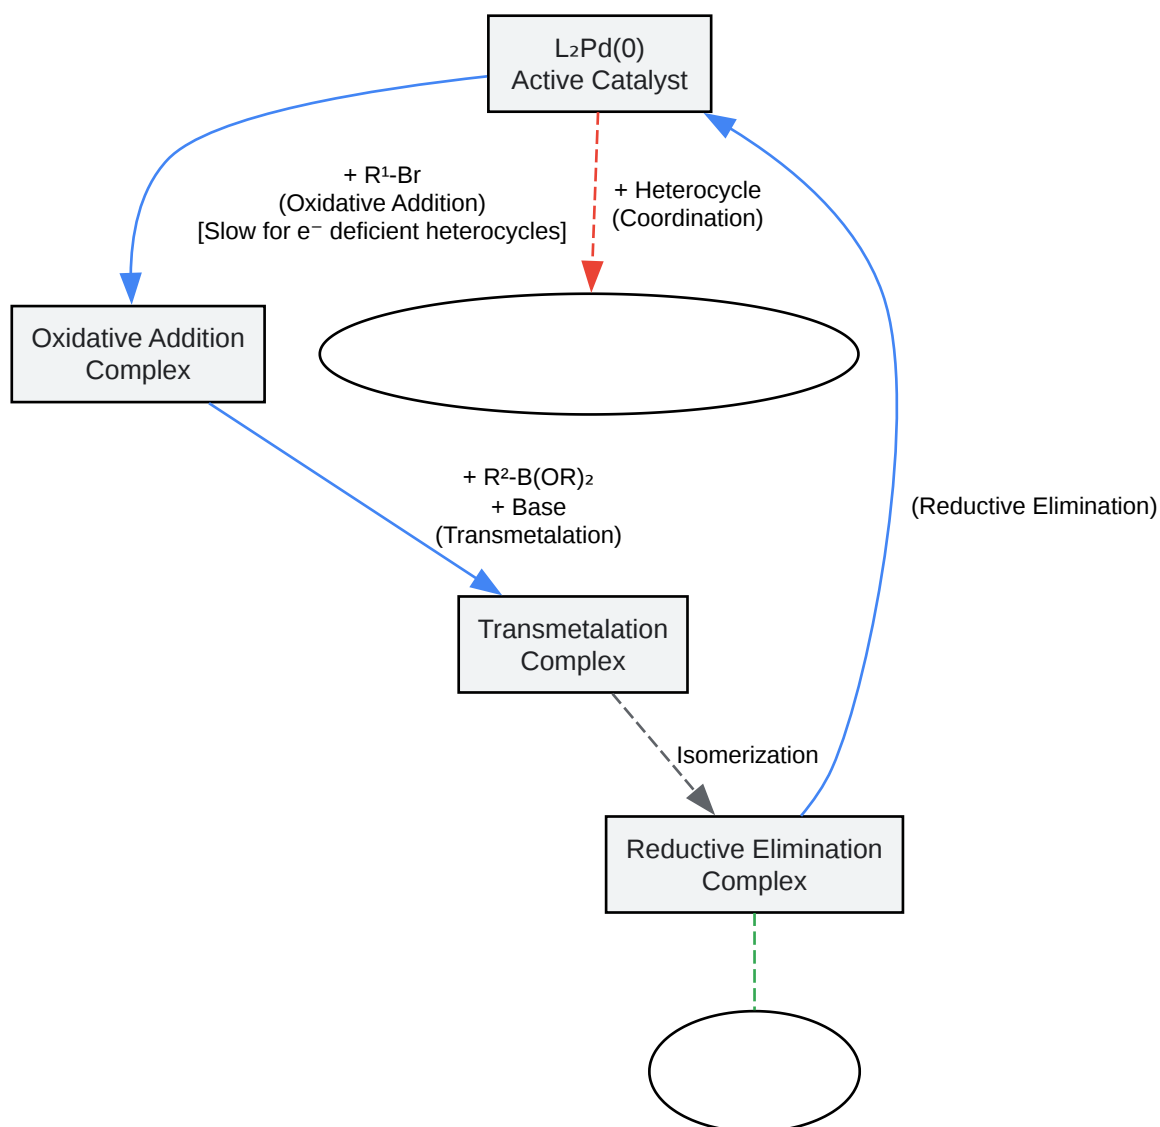 L₂Pd(0)
Active Catalyst
+ R¹-Br
(Oxidative Addition)
[Slow for e⁻ deficient heterocycles]
+ Heterocycle
(Coordination)
Oxidative Addition
Complex
+ R²-B(OR)₂
+ Base
(Transmetalation)
(Reductive Elimination)
Transmetalation
Complex
Isomerization
Reductive Elimination
Complex